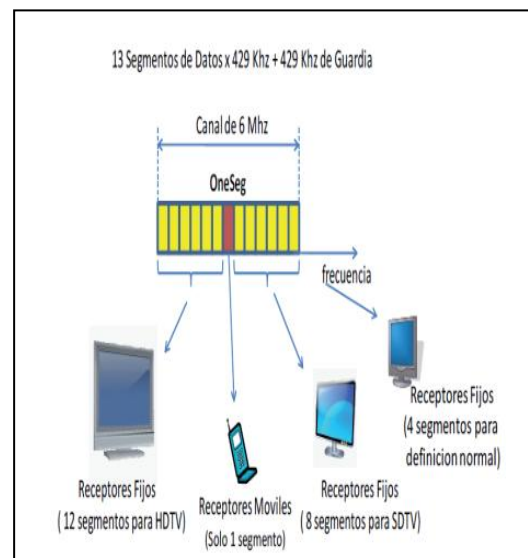 13 Segmentos de Datos x 429 Khz + 429 Khz de Guardia
Canal de 6 Mhz
OneSeg
frecuencia
Receptores Fijos
(4 segmentos para
definicion normal)
Receptores Fijos
( 12 segmentos para HDTV)
Receptores Moviles
(Solo 1 segmento)
Receptores Fijos
( 8 segmentos para SDTV)